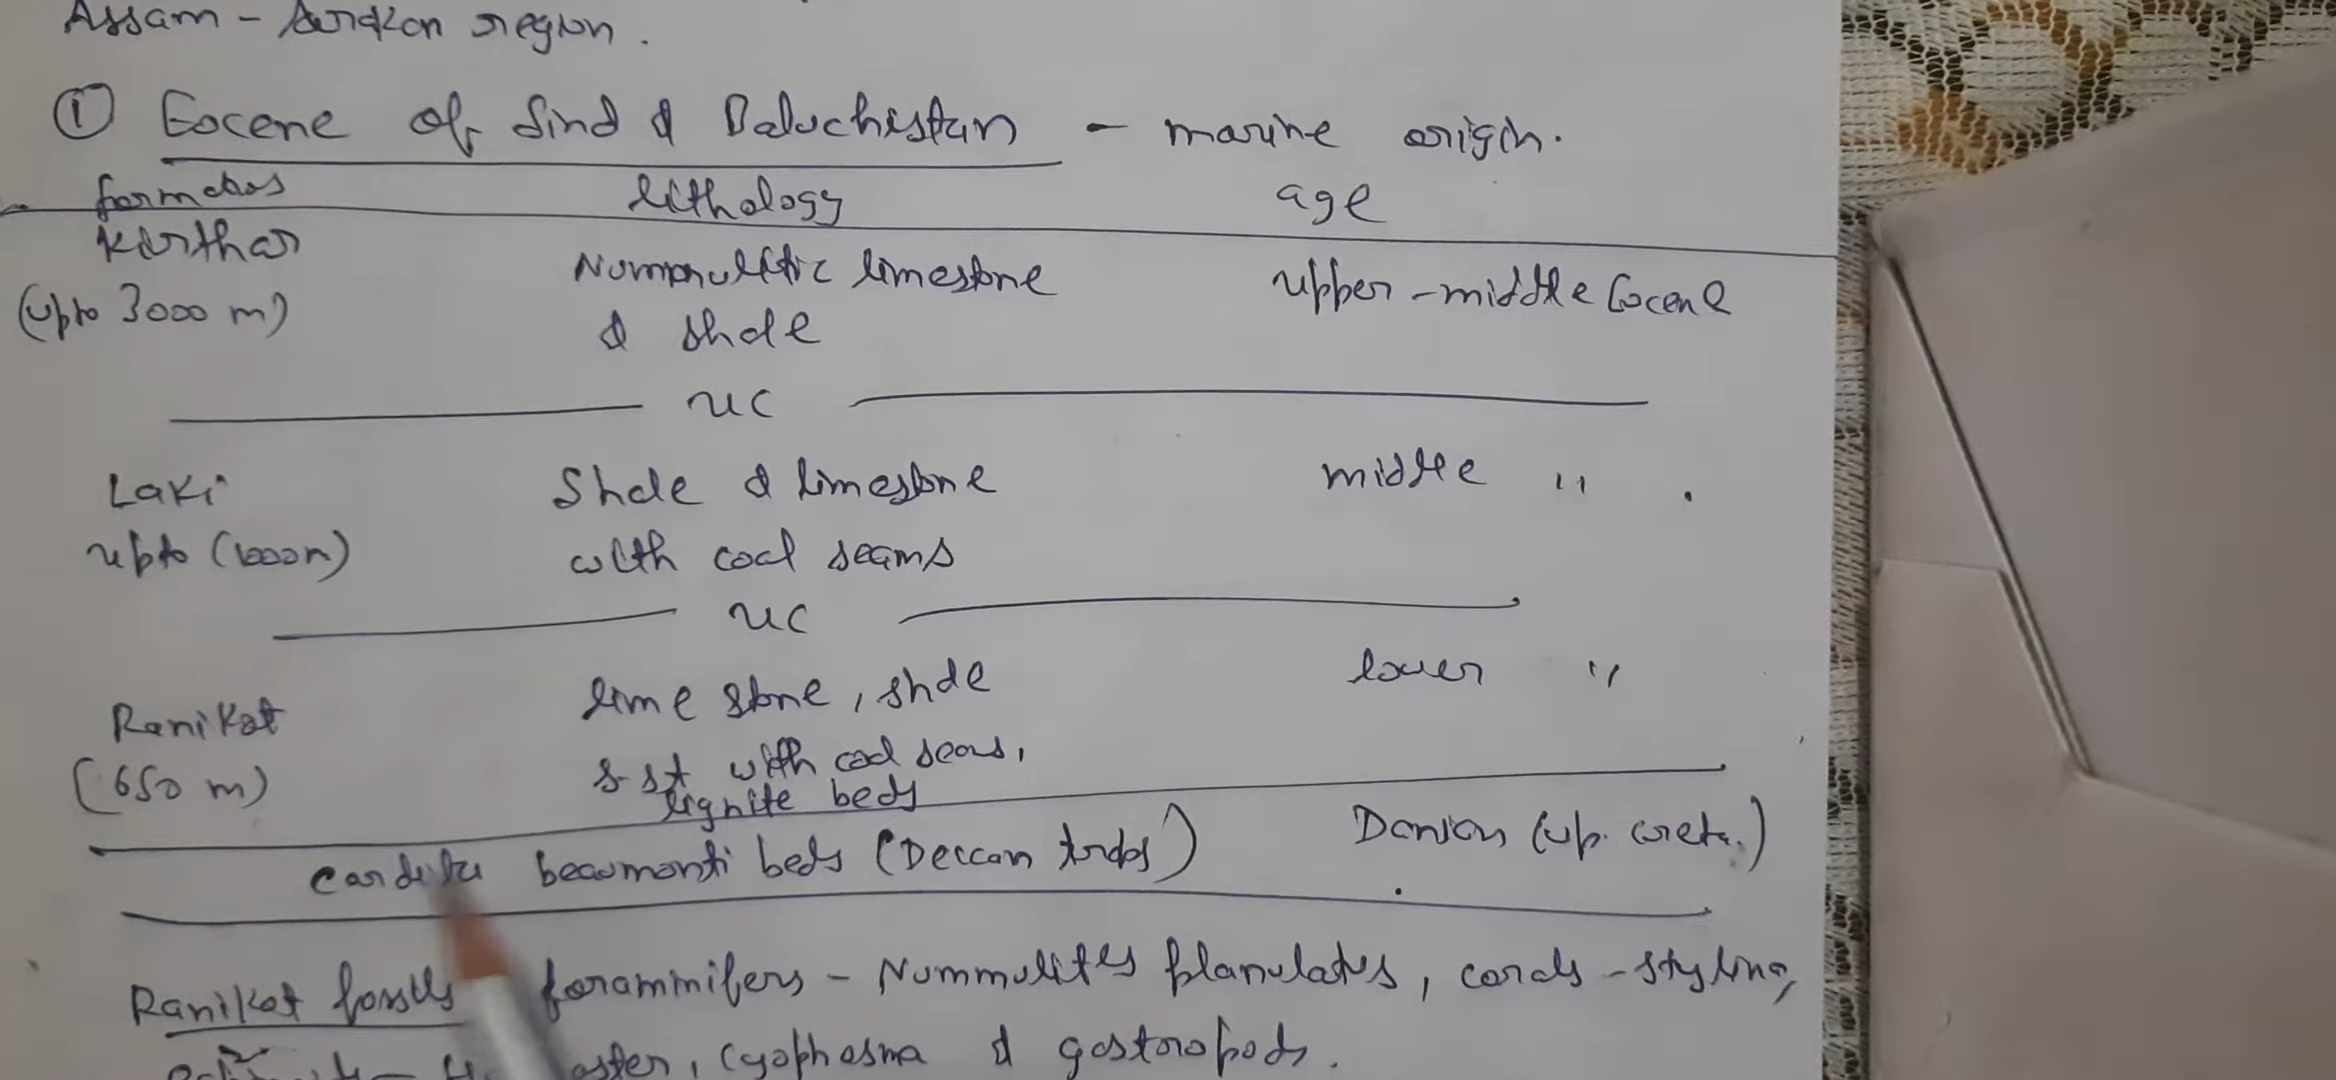 Assam - Arakan region.
① Eocene of Sind & Baluchistan - marine origin.
formations lithology age
Kirthar Nummulitic limestone upper - middle Eocene
(upto 3000 m) & shale
UC
Laki Shale & limestone middle " .
upto (1000m) with coal seams
UC
Ranikot lime stone, shale lower "
(650 m) s.st with coal seams,
lignite beds
Cardita beaumonti beds (Deccan traps) Danian (up. creta.)
Ranikot fossils foramnifers - Nummulites planulatus, corals - styling,
aster, Cyophasma & gastropods.